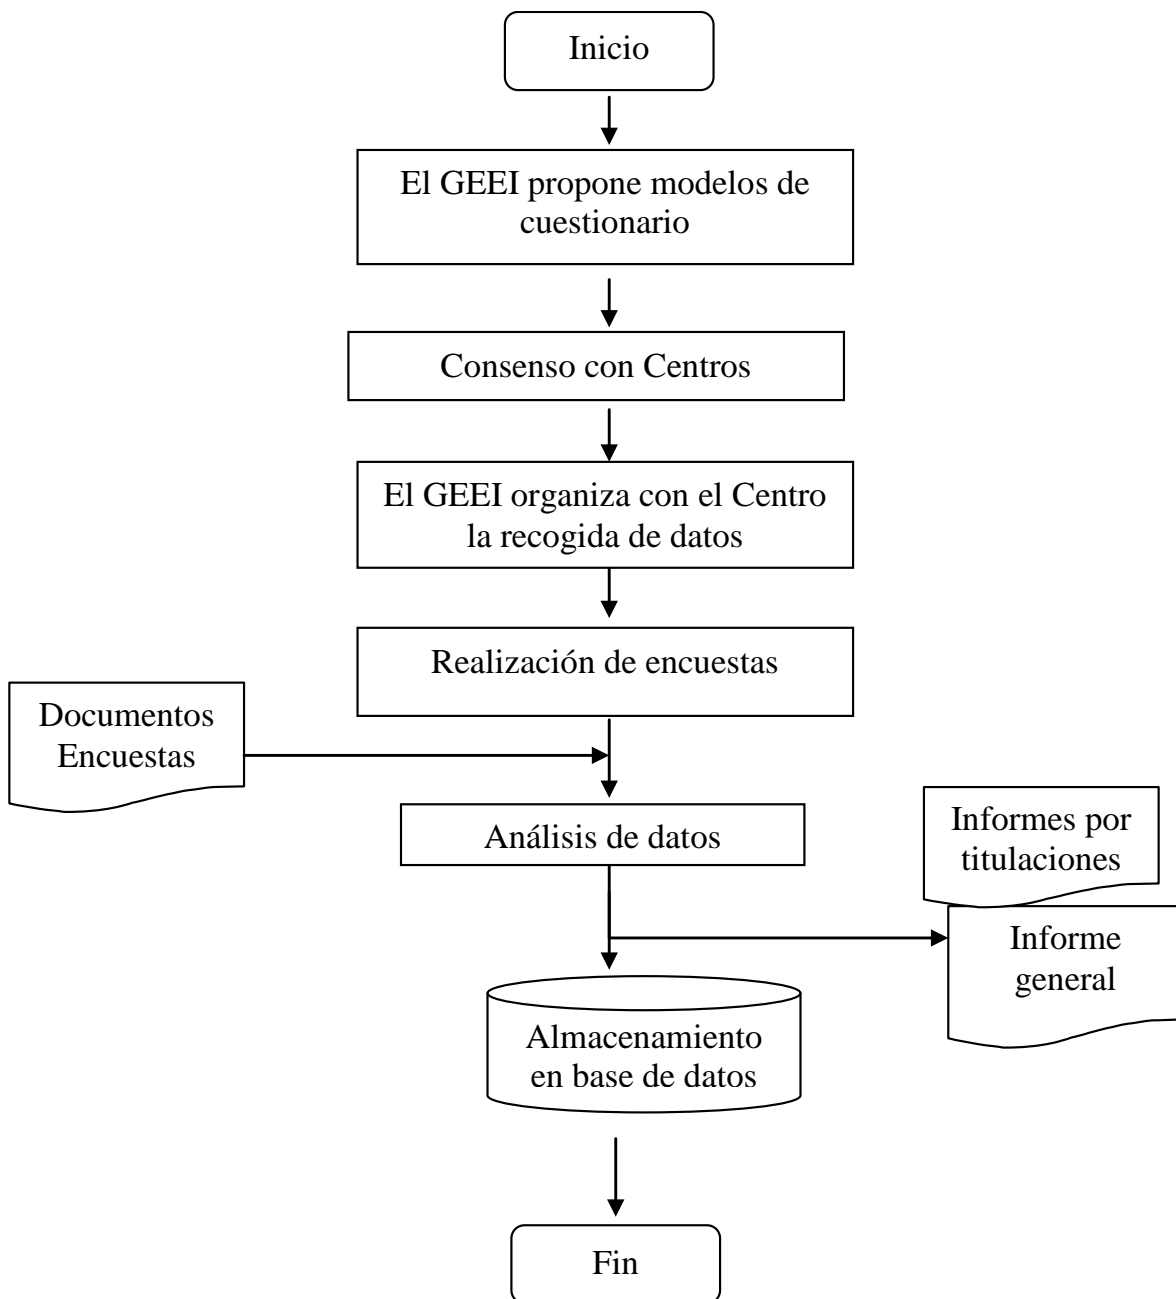 Inicio
El GEEI propone modelos de
cuestionario
Consenso con Centros
El GEEI organiza con el Centro
la recogida de datos
Realización de encuestas
Documentos
Encuestas
Análisis de datos
Informes por
titulaciones
Informe
general
Almacenamiento
en base de datos
Fin